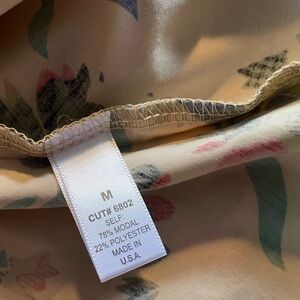 M
CUT# 6802
SELF:
78% MODAL
22% POLYESTER
MADE IN
U.S.A.